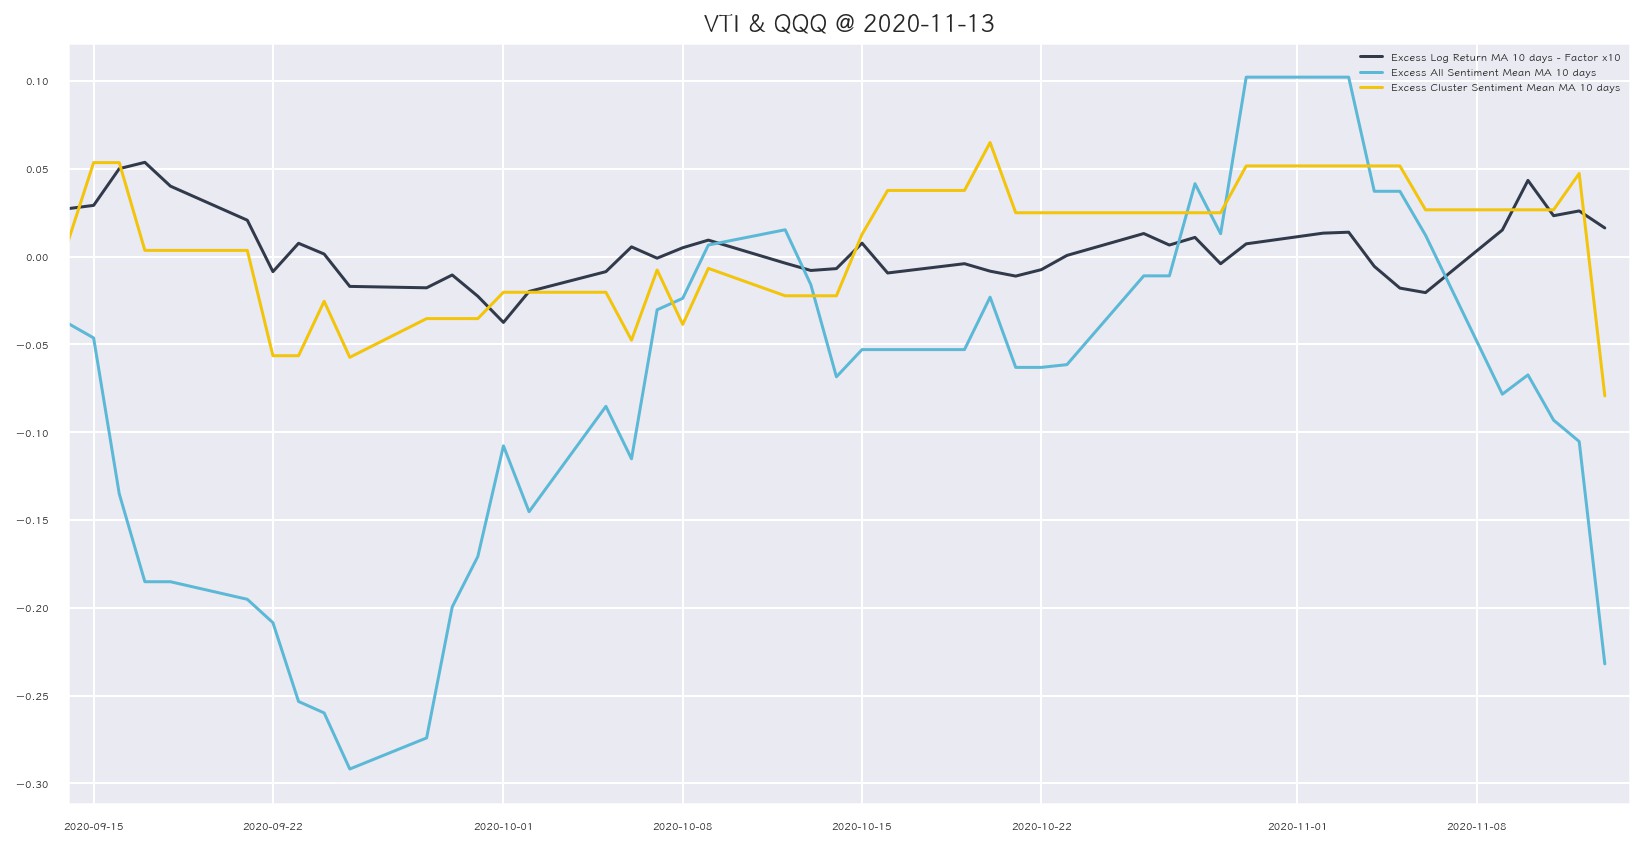 VTI & QQQ @ 2020-11-13
Excess Log Return MA 10 days - Factor x10
Excess All Sentiment Mean MA 10 days
Excess Cluster Sentiment Mean MA 10 days
0.10
0.05
0.00
−0.05
−0.10
−0.15
−0.20
−0.25
−0.30
2020-09-15 2020-09-22 2020-10-01 2020-10-08 2020-10-15 2020-10-22 2020-11-01 2020-11-08